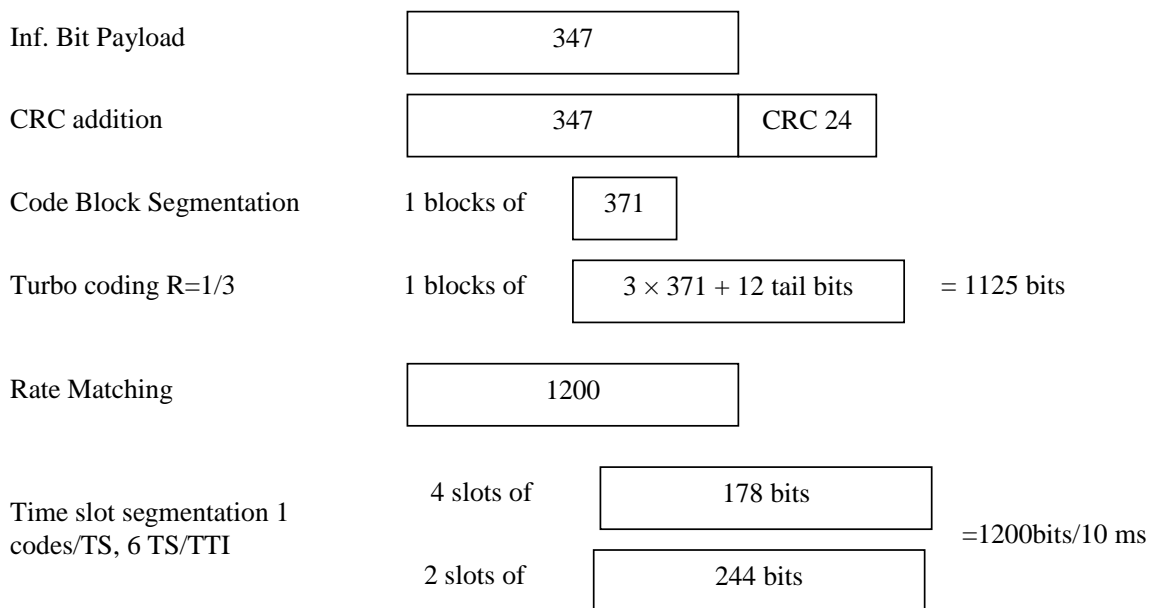 Inf. Bit Payload 347
CRC addition 347 CRC 24
Code Block Segmentation 1 blocks of 371
Turbo coding R=1/3 1 blocks of 3 × 371 + 12 tail bits = 1125 bits
Rate Matching 1200
4 slots of 178 bits
Time slot segmentation 1
codes/TS, 6 TS/TTI
=1200bits/10 ms
2 slots of 244 bits